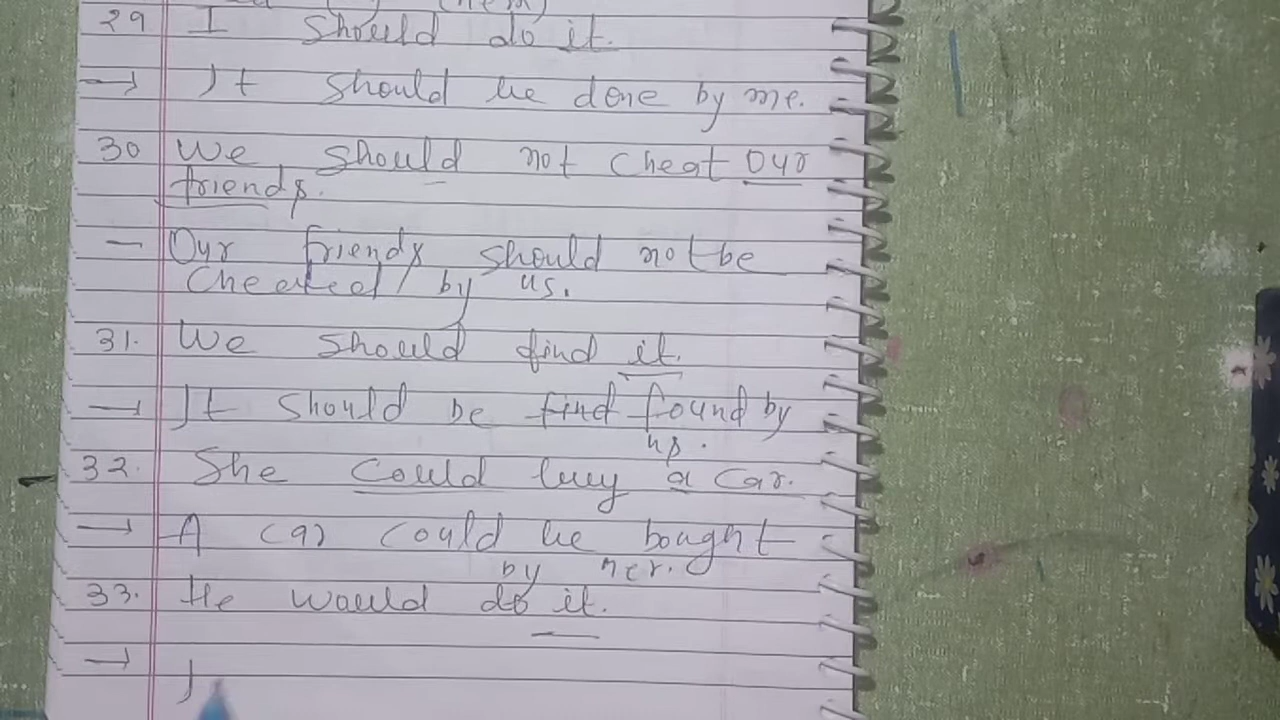 29 I should do it.
→ It should be done by me.
30 We should not cheat our
friends.
— Our friends should not be
cheated by us.
31. We should find it.
→ It should be find found by
us.
32. She could buy a car.
→ A car could be bought
by her.
33. He would do it.
→ I